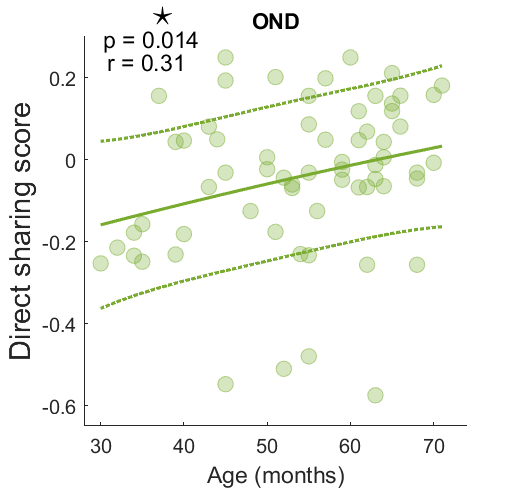 ★
OND
p = 0.014
r = 0.31
Direct sharing score
0.2
0
-0.2
-0.4
-0.6
30 40 50 60 70
Age (months)